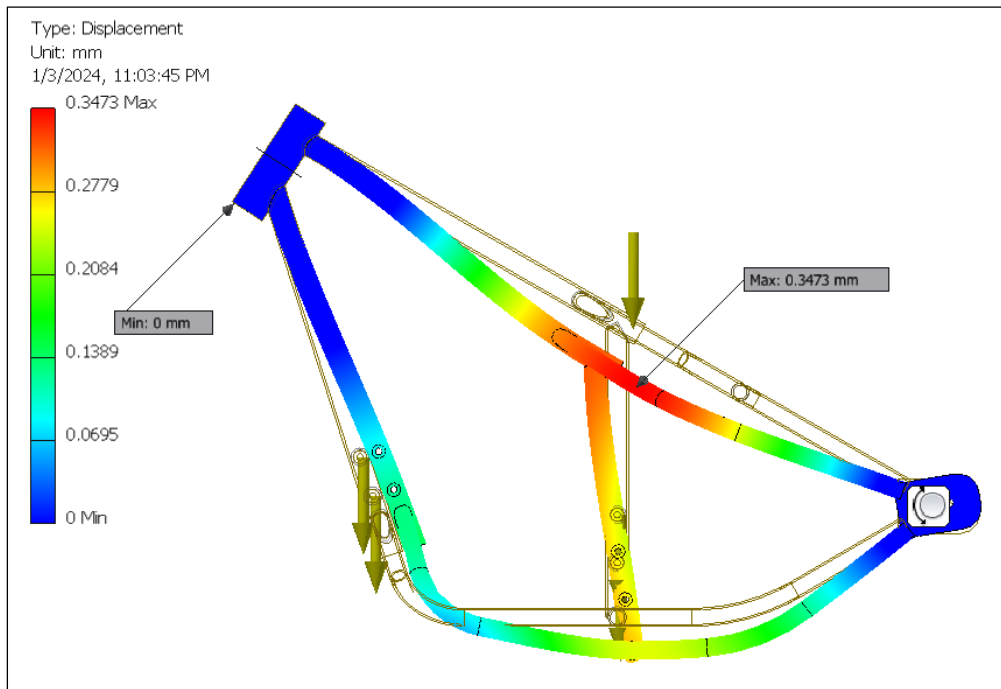 Type: Displacement
Unit: mm
1/3/2024, 11:03:45 PM
0.3473 Max
0.2779
0.2084
0.1389
0.0695
0 Min
Min: 0 mm
Max: 0.3473 mm